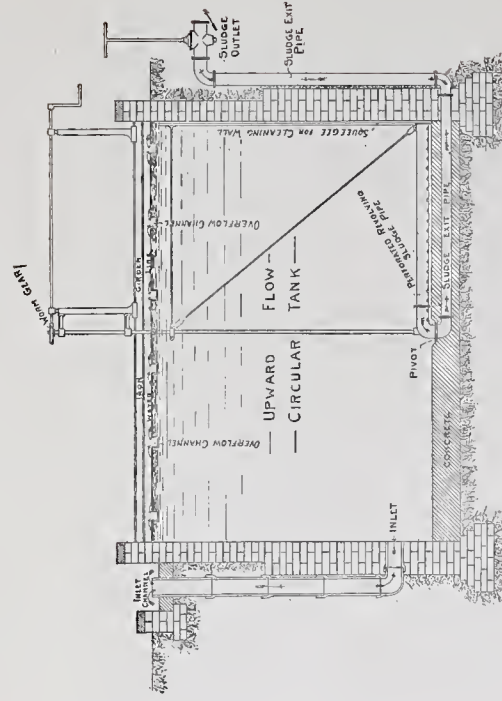 WORM GEAR
SLUDGE
OUTLET
SLUDGE EXIT
PIPE
IRON
GIRDER
WATER
INLET
CHANNEL
OVERFLOW CHANNEL
OVERFLOW CHANNEL
SQUEEGEE FOR CLEANING WALL
UPWARD FLOW
CIRCULAR TANK
PERFORATED REVOLVING
SLUDGE PIPE
INLET
PIVOT
SLUDGE EXIT PIPE
CONCRETE